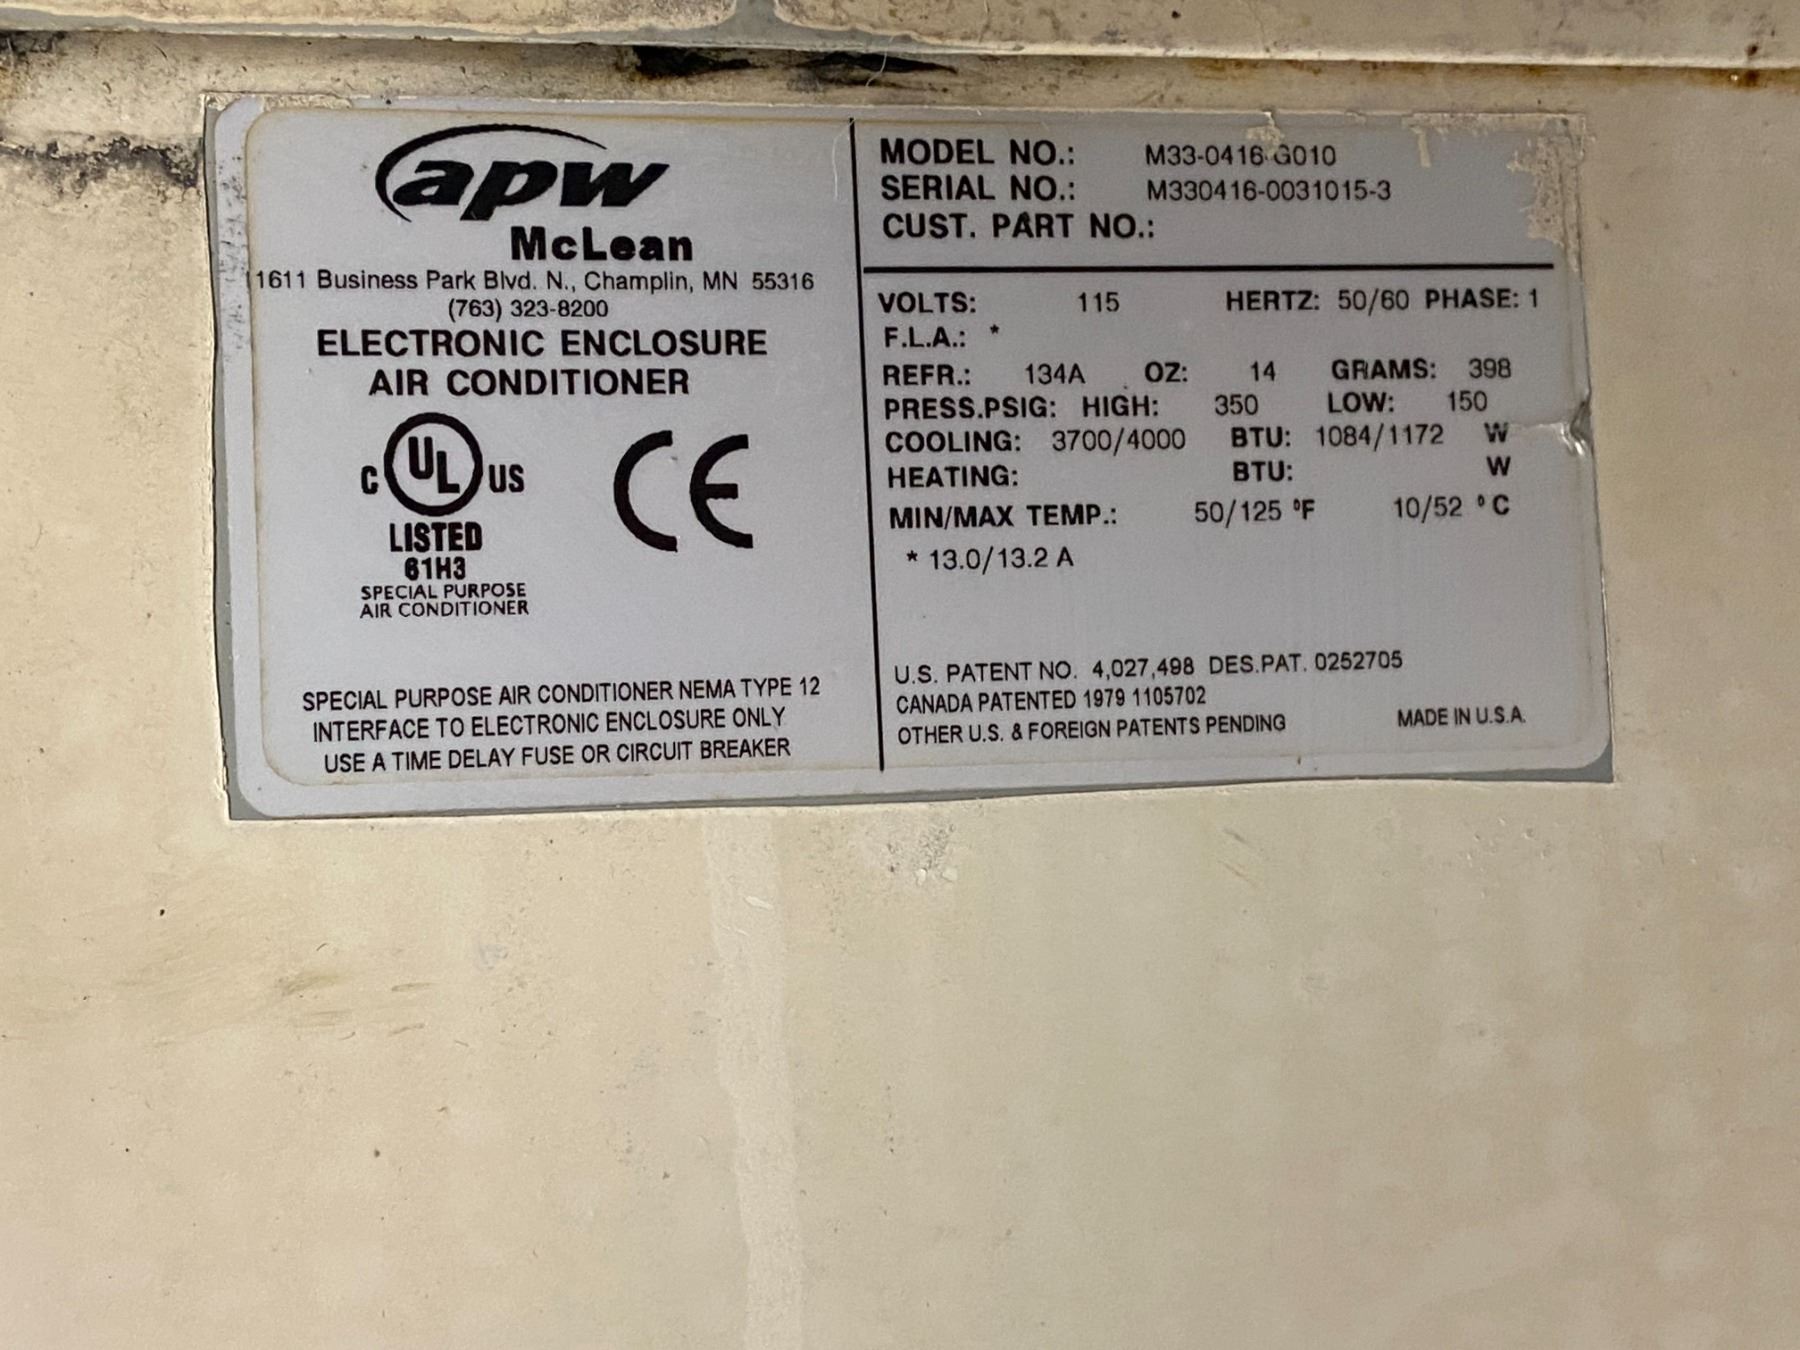 apw
McLean
11611 Business Park Blvd. N., Champlin, MN 55316
(763) 323-8200
ELECTRONIC ENCLOSURE
AIR CONDITIONER
C UL US
CE
LISTED
61H3
SPECIAL PURPOSE
AIR CONDITIONER
SPECIAL PURPOSE AIR CONDITIONER NEMA TYPE 12
INTERFACE TO ELECTRONIC ENCLOSURE ONLY
USE A TIME DELAY FUSE OR CIRCUIT BREAKER
MODEL NO.: M33-0416-G010
SERIAL NO.: M330416-0031015-3
CUST. PART NO.:
VOLTS: 115 HERTZ: 50/60 PHASE: 1
F.L.A.: *
REFR.: 134A OZ: 14 GRAMS: 398
PRESS.PSIG: HIGH: 350 LOW: 150
COOLING: 3700/4000 BTU: 1084/1172 W
HEATING: BTU: W
MIN/MAX TEMP.: 50/125 °F 10/52 °C
* 13.0/13.2 A
U.S. PATENT NO. 4,027,498 DES.PAT. 0252705
CANADA PATENTED 1979 1105702
OTHER U.S. & FOREIGN PATENTS PENDING MADE IN U.S.A.